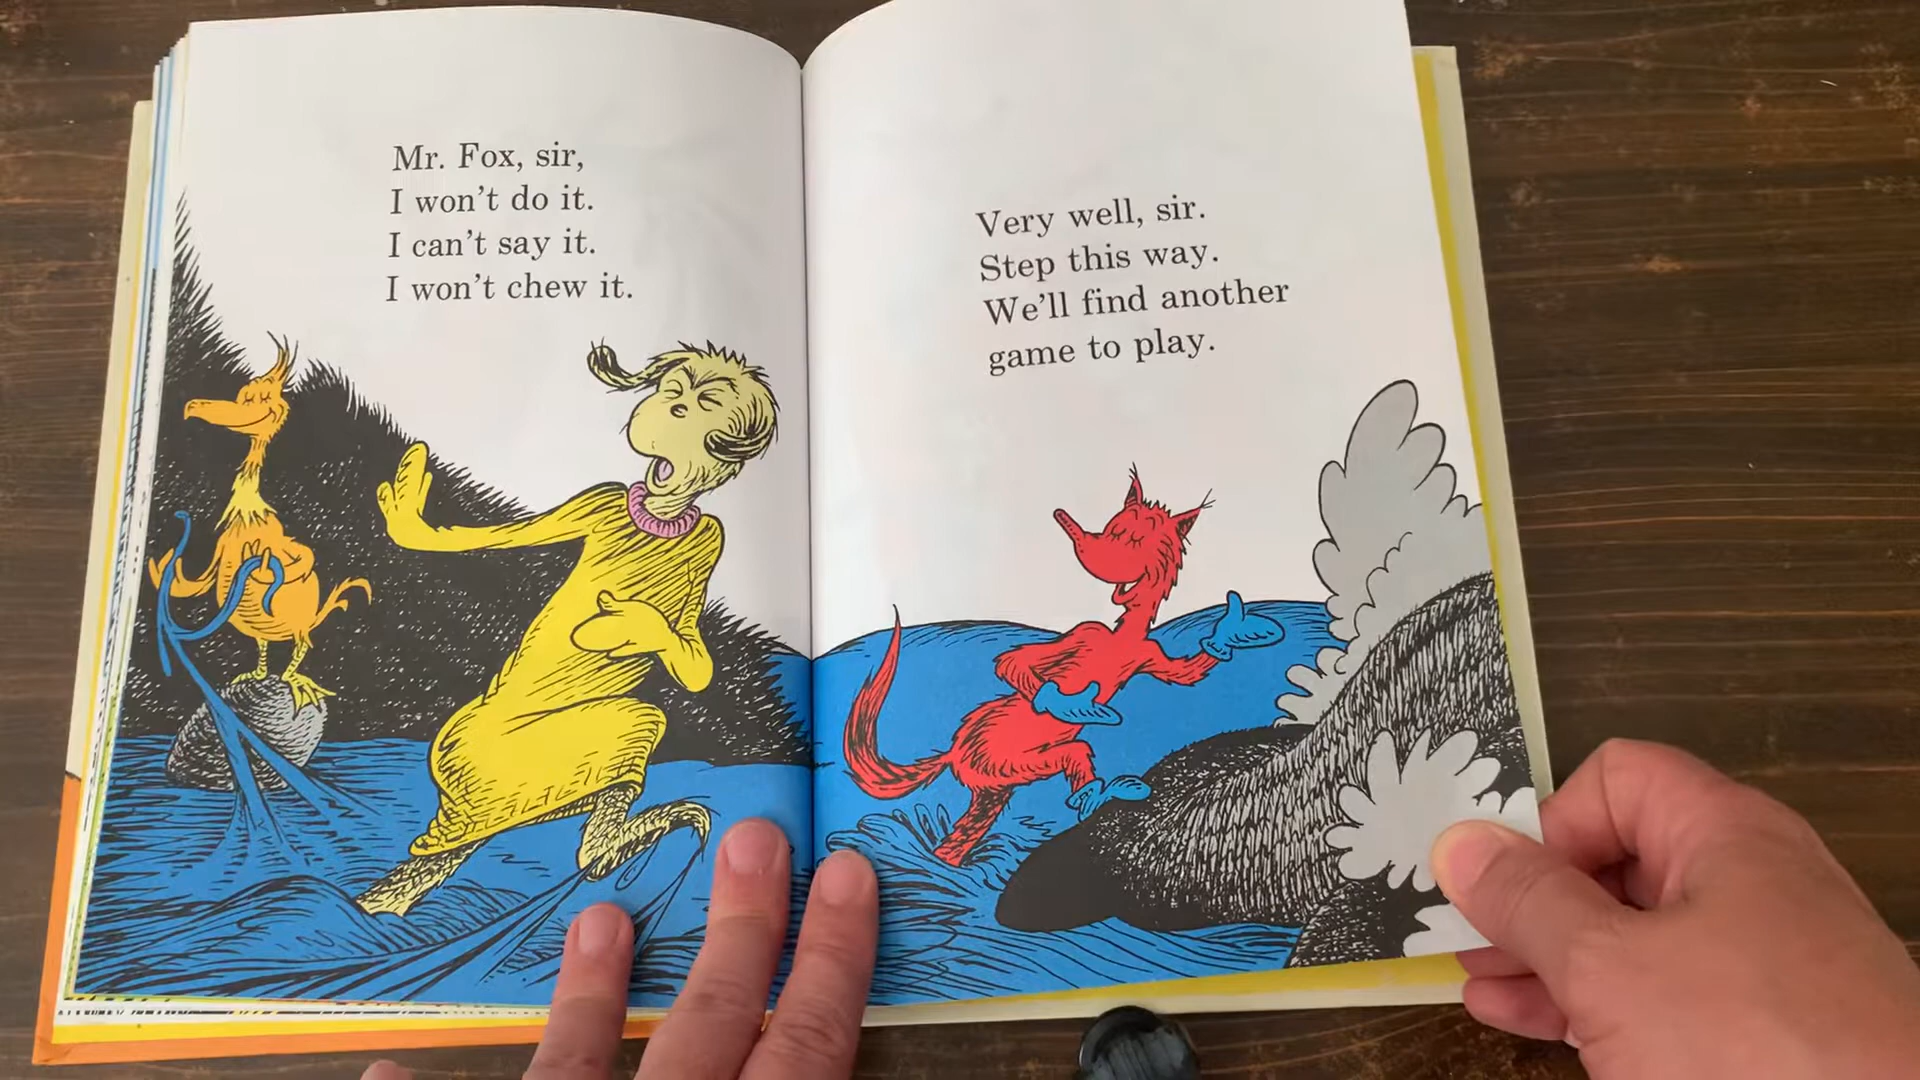 Mr. Fox, sir,
I won't do it.
I can't say it.
I won't chew it.
Very well, sir.
Step this way.
We'll find another
game to play.